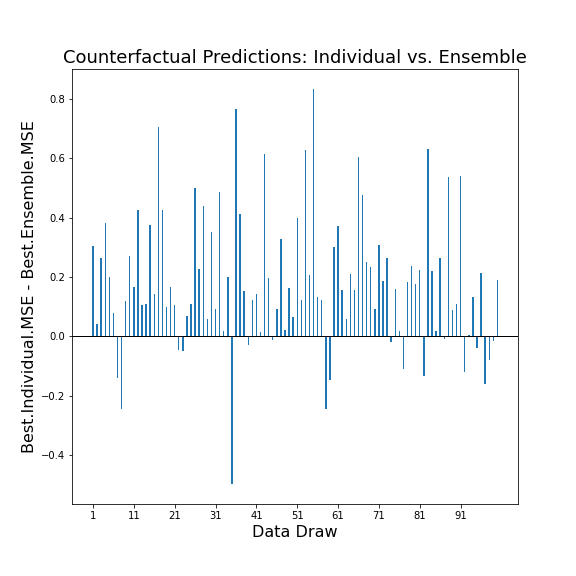 Counterfactual Predictions: Individual vs. Ensemble
Best.Individual.MSE - Best.Ensemble.MSE
0.8
0.6
0.4
0.2
0.0
−0.2
−0.4
1 11 21 31 41 51 61 71 81 91
Data Draw